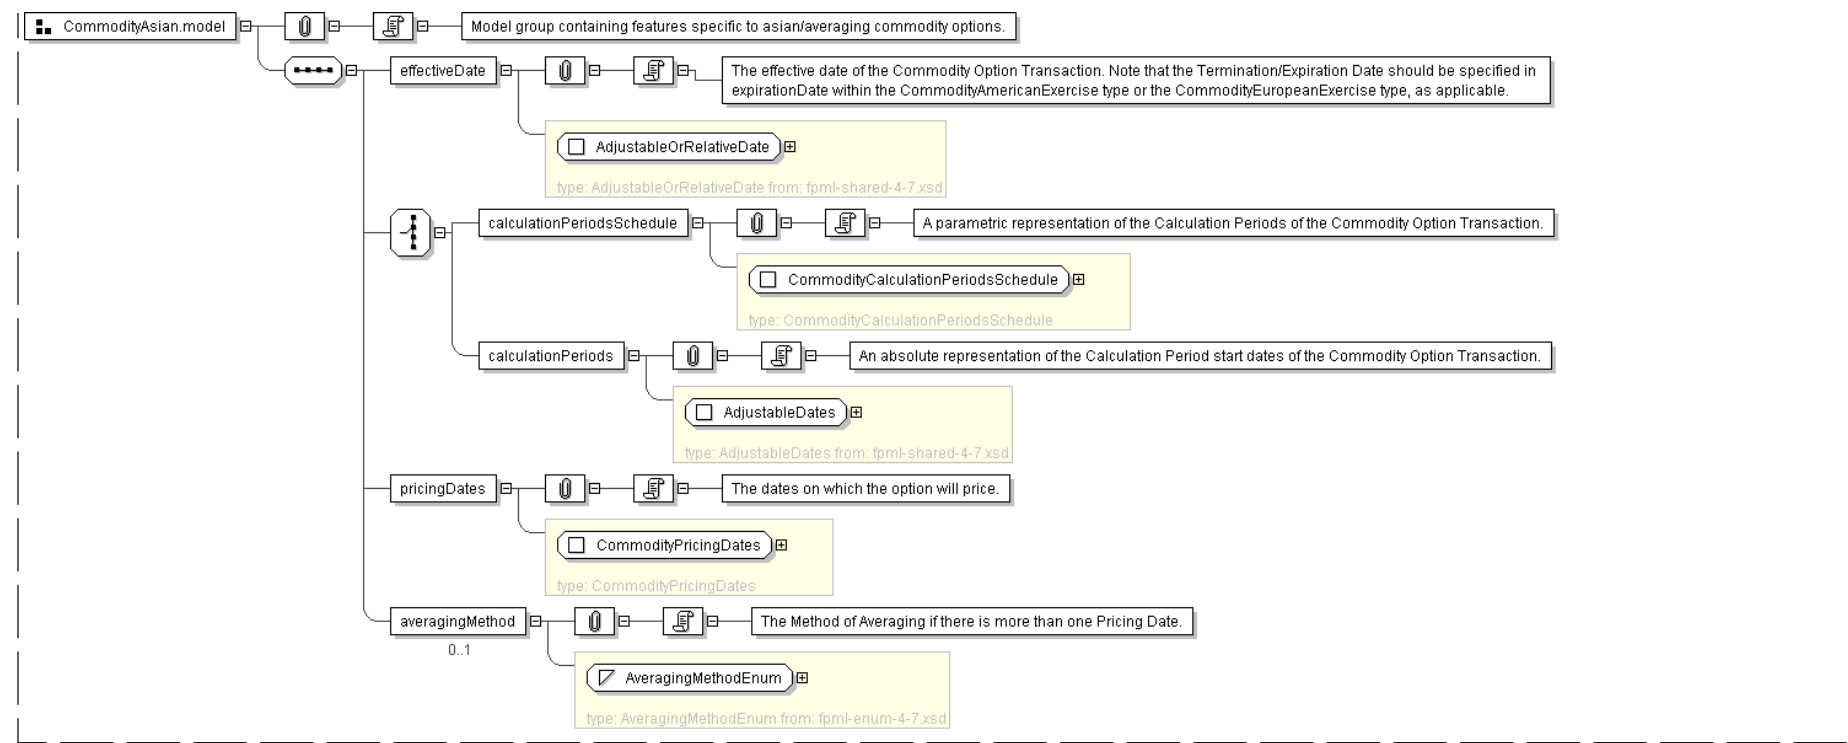 CommodityAsian.model
Model group containing features specific to asian/averaging commodity options.
effectiveDate
The effective date of the Commodity Option Transaction. Note that the Termination/Expiration Date should be specified in
expirationDate within the CommodityAmericanExercise type or the CommodityEuropeanExercise type, as applicable.
AdjustableOrRelativeDate
type: AdjustableOrRelativeDate from: fpml-shared-4-7.xsd
calculationPeriodsSchedule
A parametric representation of the Calculation Periods of the Commodity Option Transaction.
CommodityCalculationPeriodsSchedule
type: CommodityCalculationPeriodsSchedule
calculationPeriods
An absolute representation of the Calculation Period start dates of the Commodity Option Transaction.
AdjustableDates
type: AdjustableDates from: fpml-shared-4-7.xsd
pricingDates
The dates on which the option will price.
CommodityPricingDates
type: CommodityPricingDates
averagingMethod
The Method of Averaging if there is more than one Pricing Date.
0..1
AveragingMethodEnum
type: AveragingMethodEnum from: fpml-enum-4-7.xsd